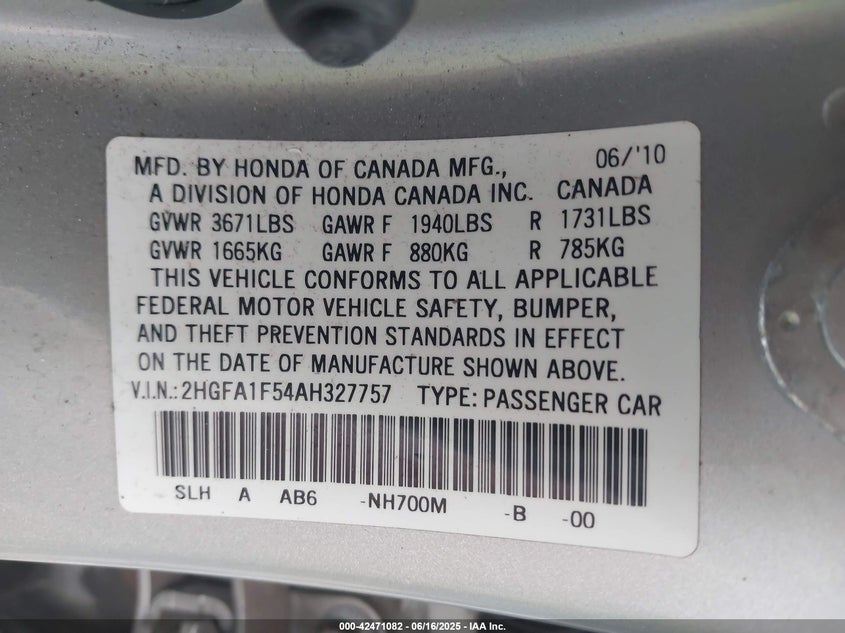 MFD. BY HONDA OF CANADA MFG., 06/'10
A DIVISION OF HONDA CANADA INC. CANADA
GVWR 3671LBS GAWR F 1940LBS R 1731LBS
GVWR 1665KG GAWR F 880KG R 785KG
THIS VEHICLE CONFORMS TO ALL APPLICABLE
FEDERAL MOTOR VEHICLE SAFETY, BUMPER,
AND THEFT PREVENTION STANDARDS IN EFFECT
ON THE DATE OF MANUFACTURE SHOWN ABOVE.
V.I.N.: 2HGFA1F54AH327757 TYPE: PASSENGER CAR
SLH A AB6 -NH700M -B -00
000-42471082 - 06/16/2025 - IAA Inc.